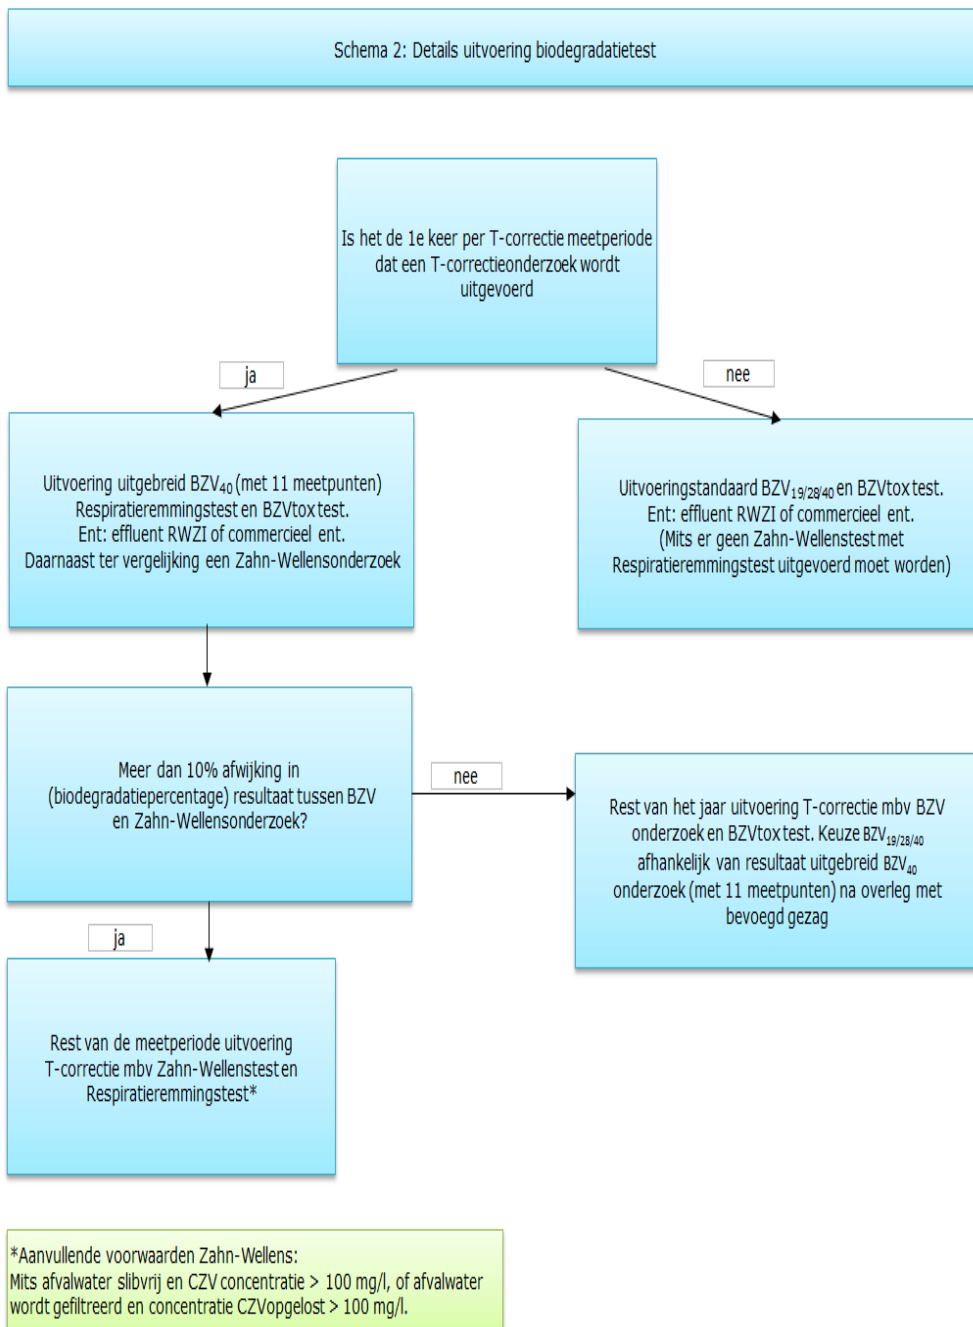 Schema 2: Details uitvoering biodegradatietest
Is het de 1e keer per T-correctie meetperiode
dat een T-correctieonderzoek wordt
uitgevoerd
ja
nee
Uitvoering uitgebreid BZV40 (met 11 meetpunten)
Respiratieremmingstest en BZVtox test.
Ent: effluent RWZI of commercieel ent.
Daarnaast ter vergelijking een Zahn-Wellensonderzoek
Uitvoeringstandaard BZV19/28/40 en BZVtox test.
Ent: effluent RWZI of commercieel ent.
(Mits er geen Zahn-Wellenstest met
Respiratieremmingstest uitgevoerd moet worden)
Meer dan 10% afwijking in
(biodegradatiepercentage) resultaat tussen BZV
en Zahn-Wellensonderzoek?
nee
Rest van het jaar uitvoering T-correctie mbv BZV
onderzoek en BZVtox test. Keuze BZV19/28/40
afhankelijk van resultaat uitgebreid BZV40
onderzoek (met 11 meetpunten) na overleg met
bevoegd gezag
ja
Rest van de meetperiode uitvoering
T-correctie mbv Zahn-Wellenstest en
Respiratieremmingstest*
*Aanvullende voorwaarden Zahn-Wellens:
Mits afvalwater slibvrij en CZV concentratie > 100 mg/l, of afvalwater
wordt gefiltreerd en concentratie CZVopgelost > 100 mg/l.